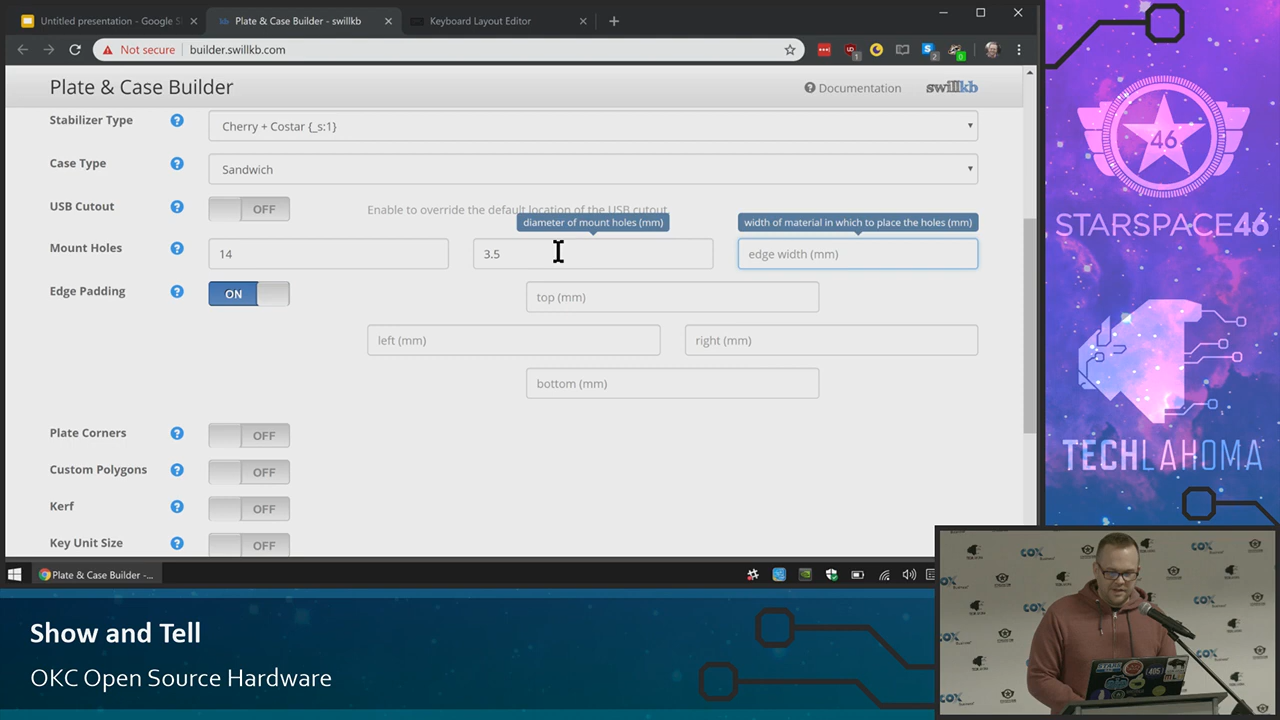 Untitled presentation - Google S
Plate & Case Builder - swillkb
Keyboard Layout Editor
Not secure
builder.swillkb.com
Plate & Case Builder
Documentation
swillkb
Stabilizer Type
Cherry + Costar {_s:1}
Case Type
Sandwich
USB Cutout
OFF
Enable to override the default location of the USB cutout
diameter of mount holes (mm)
width of material in which to place the holes (mm)
Mount Holes
14
3.5
edge width (mm)
Edge Padding
ON
top (mm)
left (mm)
right (mm)
bottom (mm)
Plate Corners
OFF
Custom Polygons
OFF
Kerf
OFF
Key Unit Size
OFF
Plate & Case Builder -...
46
STARSPACE46
TECHLAHOMA
Show and Tell
OKC Open Source Hardware
COX
COX
COX